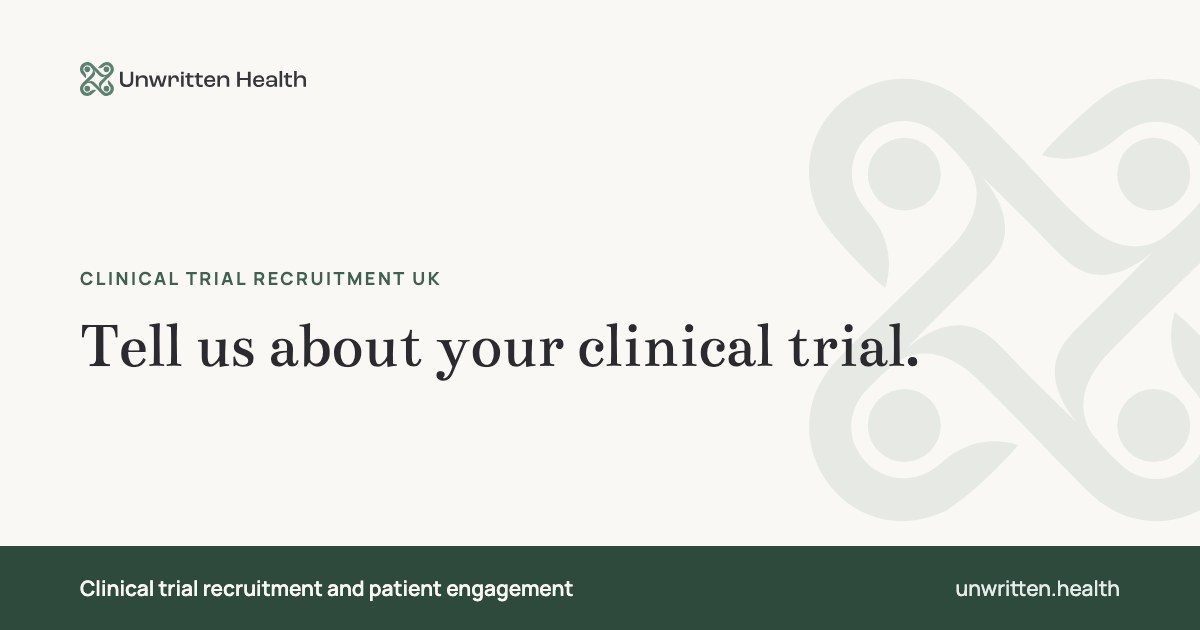 Unwritten Health
CLINICAL TRIAL RECRUITMENT UK
Tell us about your clinical trial.
Clinical trial recruitment and patient engagement
unwritten.health